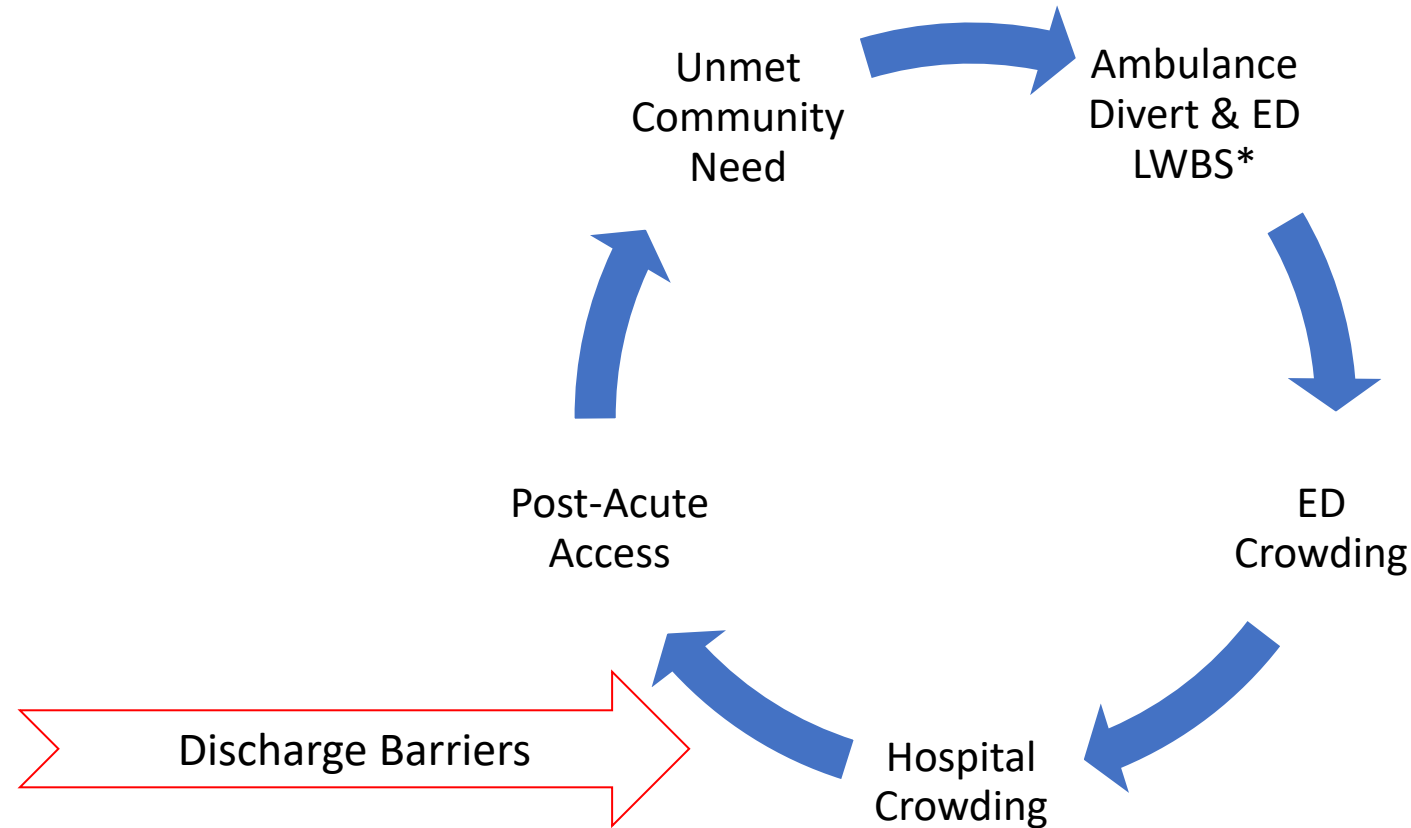 Unmet
Community
Need
Ambulance
Divert & ED
LWBS*
ED
Crowding
Hospital
Crowding
Post-Acute
Access
Discharge Barriers